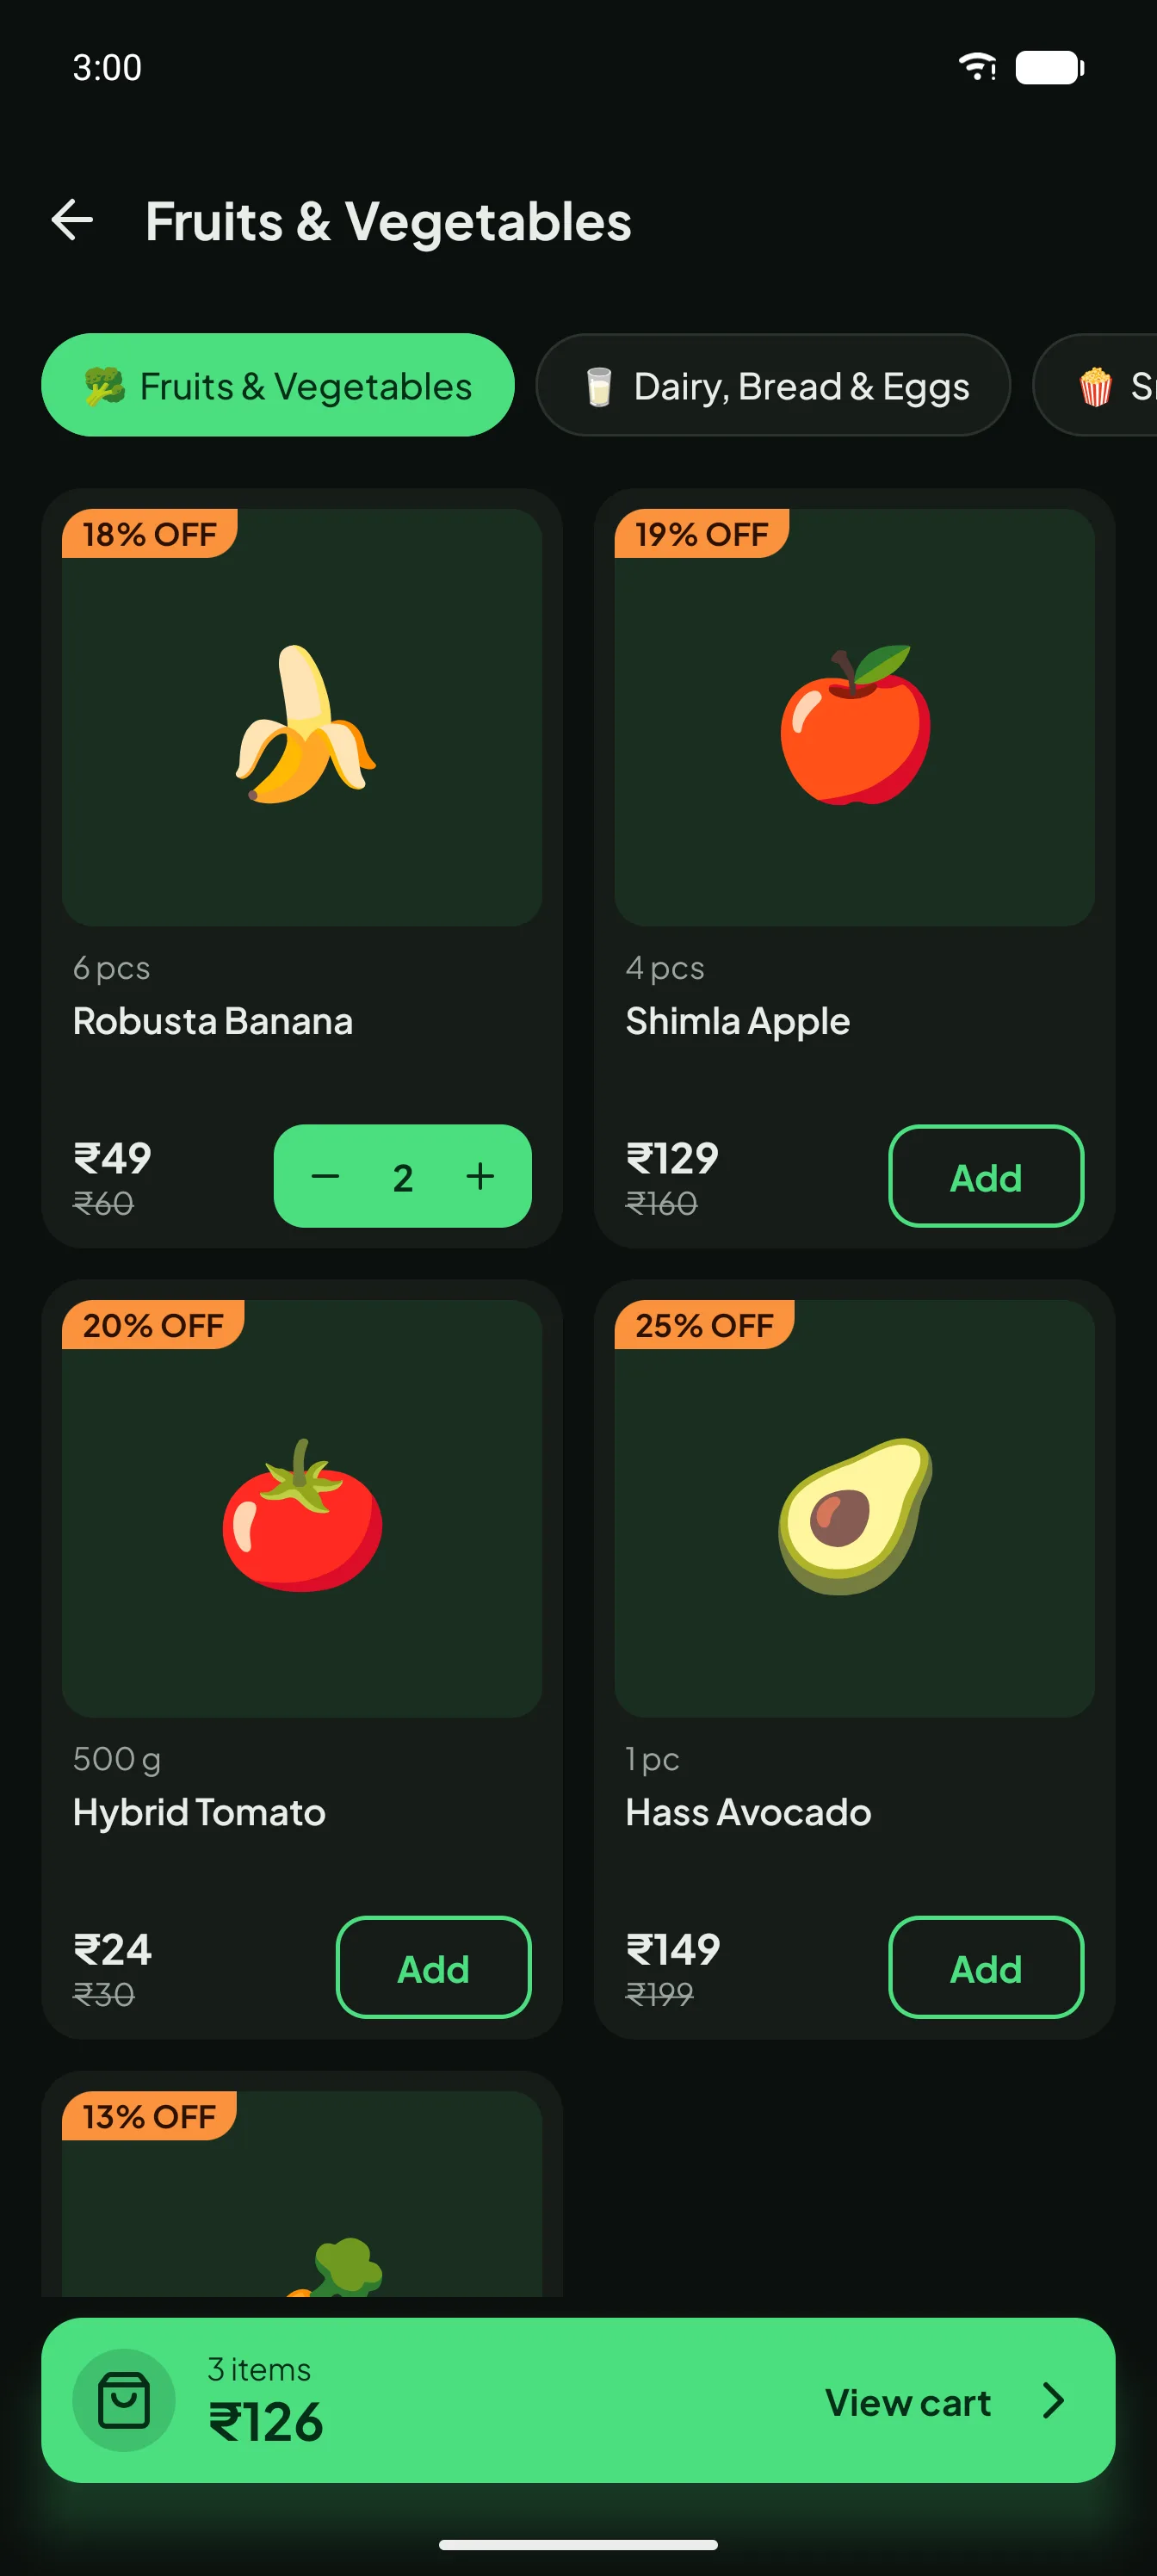 3:00
Fruits & Vegetables
Fruits & Vegetables
Dairy, Bread & Eggs
18% OFF
19% OFF
6 pcs
Robusta Banana
₹49
₹60
2
4 pcs
Shimla Apple
₹129
₹160
Add
20% OFF
25% OFF
500 g
Hybrid Tomato
₹24
₹30
Add
1 pc
Hass Avocado
₹149
₹199
Add
13% OFF
3 items
₹126
View cart